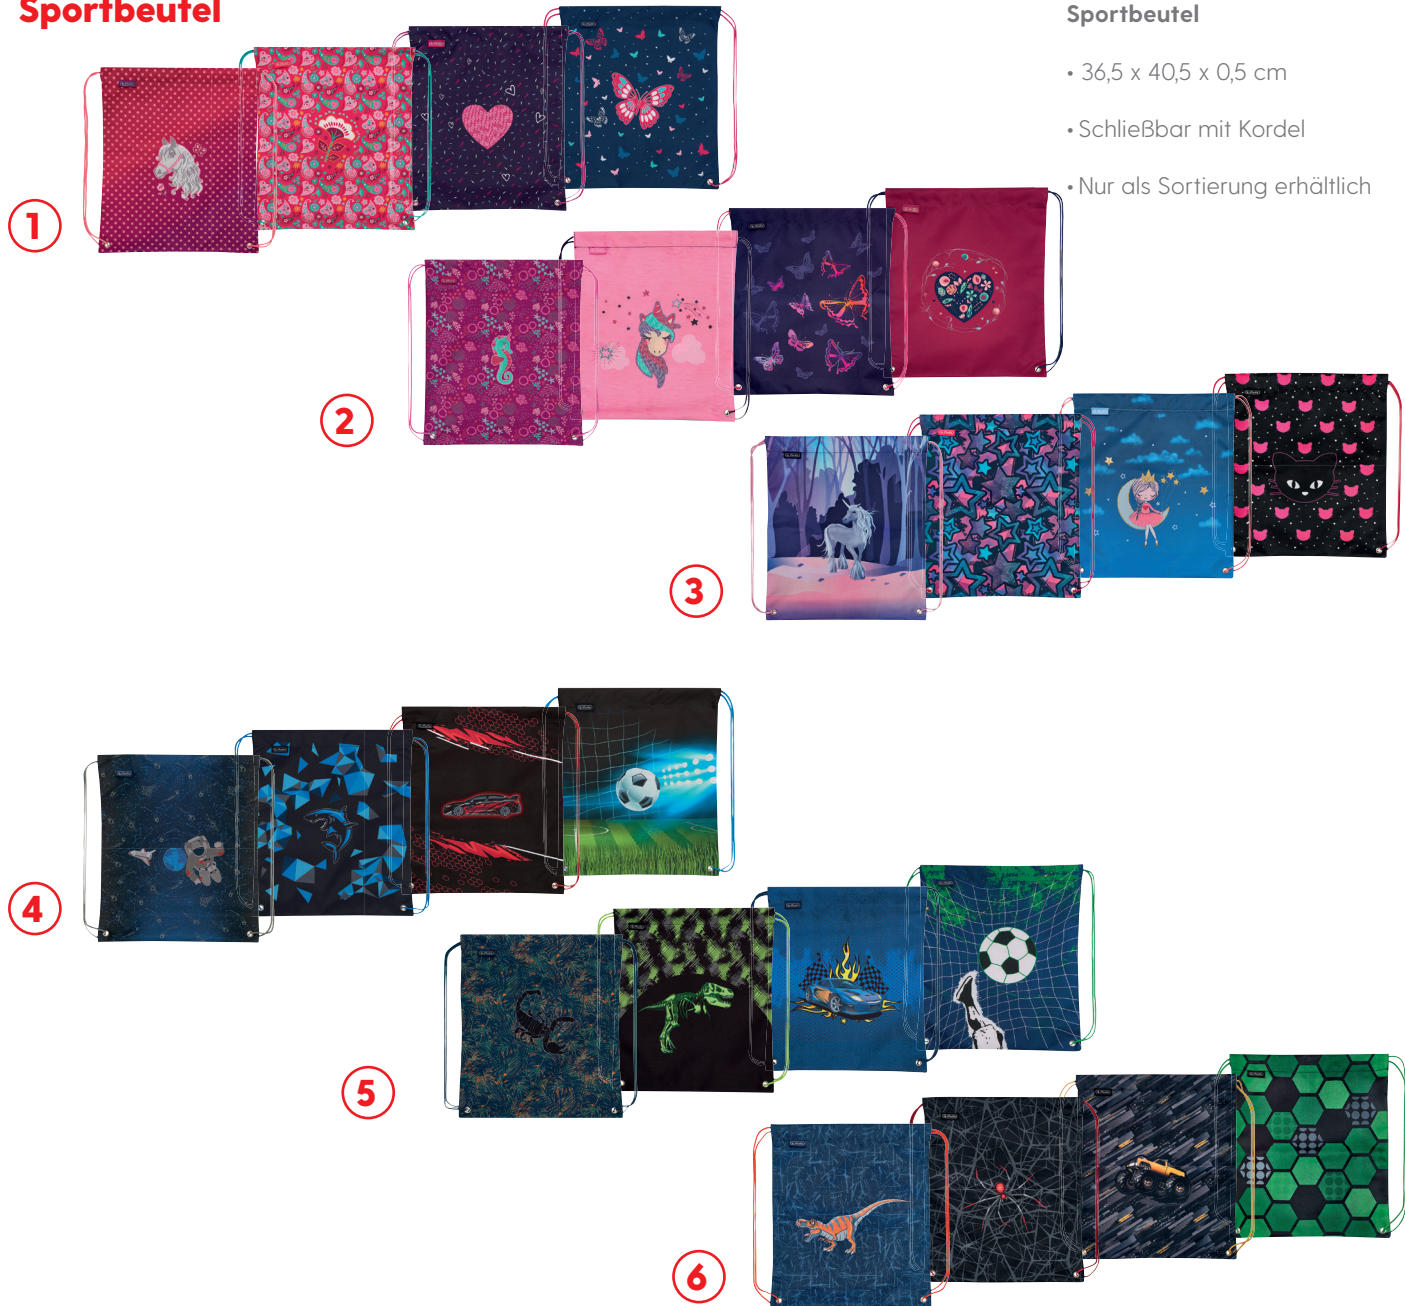 Sportbeutel
Sportbeutel
• 36,5 x 40,5 x 0,5 cm
• Schließbar mit Kordel
• Nur als Sortierung erhältlich
1
2
3
4
5
6